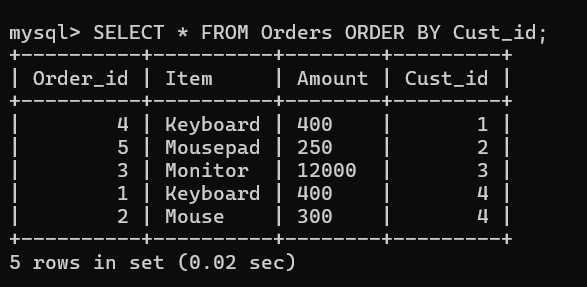 mysql> SELECT * FROM Orders ORDER BY Cust_id;
+----------+----------+--------+---------+
| Order_id | Item     | Amount | Cust_id |
+----------+----------+--------+---------+
|        4 | Keyboard | 400    |       1 |
|        5 | Mousepad | 250    |       2 |
|        3 | Monitor  | 12000  |       3 |
|        1 | Keyboard | 400    |       4 |
|        2 | Mouse    | 300    |       4 |
+----------+----------+--------+---------+
5 rows in set (0.02 sec)